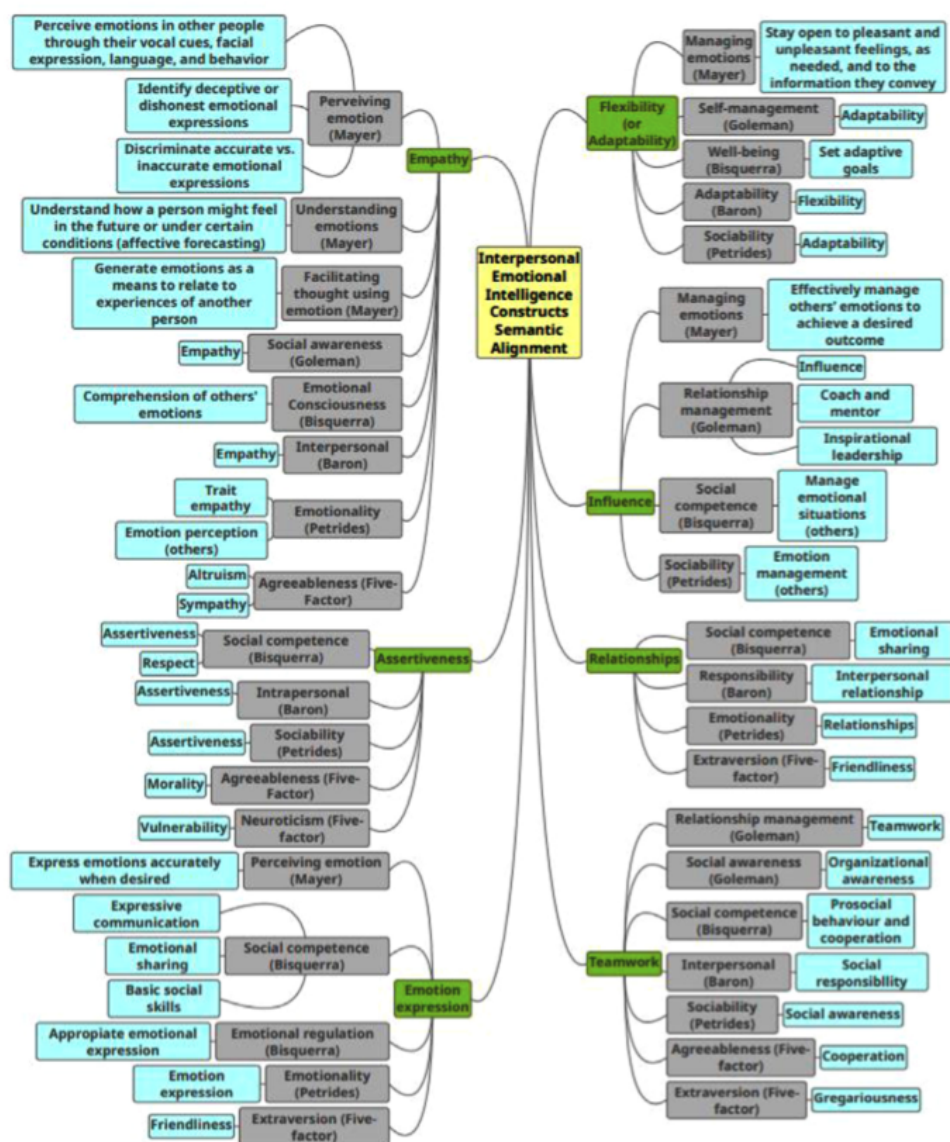 Perceive emotions in other people
through their vocal cues, facial
expression, language, and behavior
Identify deceptive or
dishonest emotional
expressions
Discriminate accurate vs.
inaccurate emotional
expressions
Perveiving
emotion
(Mayer)
Empathy
Understand how a person might feel
in the future or under certain
conditions (affective forecasting)
Understanding
emotions
(Mayer)
Generate emotions as a
means to relate to
experiences of another
person
Facilitating
thought using
emotion (Mayer)
Empathy
Social awareness
(Goleman)
Comprehension of others'
emotions
Emotional
Consciousness
(Bisquerra)
Empathy
Interpersonal
(Baron)
Trait
empathy
Emotion perception
(others)
Emotionality
(Petrides)
Altruism
Sympathy
Agreeableness (Five-
Factor)
Assertiveness
Respect
Social competence
(Bisquerra)
Assertiveness
Assertiveness
Intrapersonal
(Baron)
Assertiveness
Sociability
(Petrides)
Morality
Agreeableness (Five-
Factor)
Vulnerability
Neuroticism (Five-
factor)
Express emotions accurately
when desired
Perceiving emotion
(Mayer)
Expressive
communication
Emotional
sharing
Basic social
skills
Social competence
(Bisquerra)
Emotion
expression
Appropiate emotional
expression
Emotional regulation
(Bisquerra)
Emotion
expression
Emotionality
(Petrides)
Friendliness
Extraversion (Five-
factor)
Interpersonal
Emotional
Intelligence
Constructs
Semantic
Alignment
Flexibility
(or
Adaptability)
Managing
emotions
(Mayer)
Stay open to pleasant and
unpleasant feelings, as
needed, and to the
information they convey
Self-management
(Goleman)
Adaptability
Well-being
(Bisquerra)
Set adaptive
goals
Adaptability
(Baron)
Flexibility
Sociability
(Petrides)
Adaptability
Influence
Managing
emotions
(Mayer)
Effectively manage
others' emotions to
achieve a desired
outcome
Relationship
management
(Goleman)
Influence
Coach and
mentor
Inspirational
leadership
Social
competence
(Bisquerra)
Manage
emotional
situations
(others)
Sociability
(Petrides)
Emotion
management
(others)
Relationships
Social competence
(Bisquerra)
Emotional
sharing
Responsibility
(Baron)
Interpersonal
relationship
Emotionality
(Petrides)
Relationships
Extraversion (Five-
factor)
Friendliness
Teamwork
Relationship management
(Goleman)
Teamwork
Social awareness
(Goleman)
Organizational
awareness
Social competence
(Bisquerra)
Prosocial
behaviour and
cooperation
Interpersonal
(Baron)
Social
responsibllity
Sociability
(Petrides)
Social awareness
Agreeableness (Five-
factor)
Cooperation
Extraversion (Five-
factor)
Gregariousness